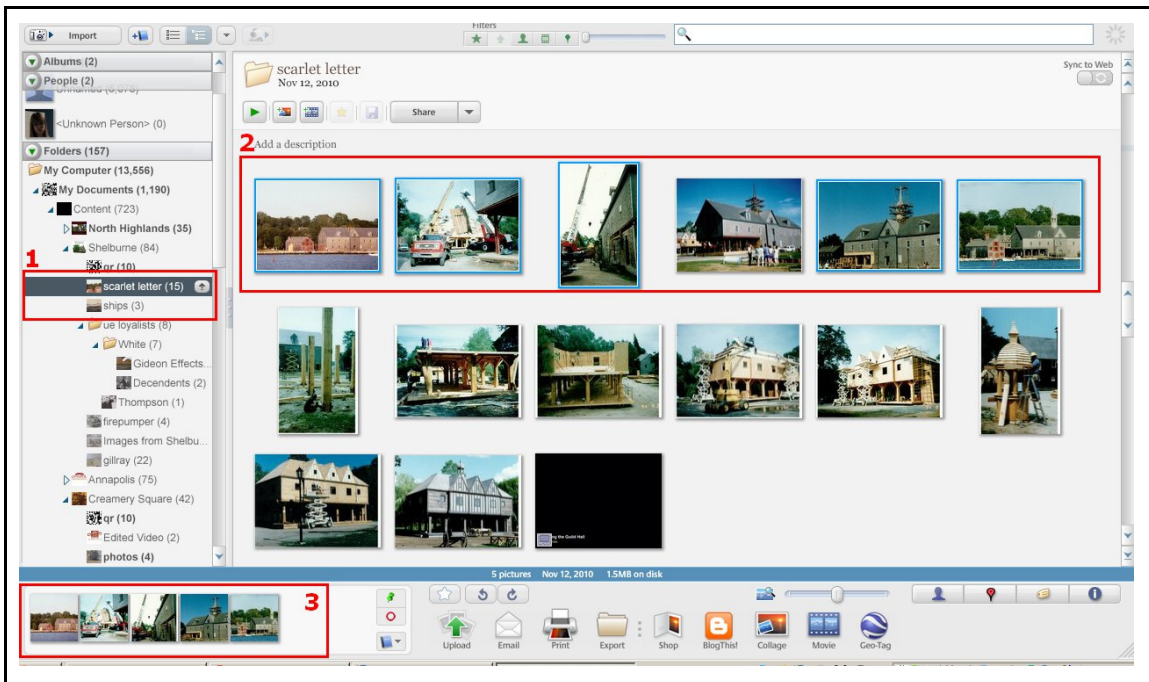 Import
Filters
Albums (2)
People (2)
<Unknown Person> (0)
Folders (157)
My Computer (13,556)
My Documents (1,190)
Content (723)
North Highlands (35)
Shelburne (84)
1
qr (10)
scarlet letter (15)
ships (3)
ue loyalists (8)
White (7)
Gideon Effects...
Decendents (2)
Thompson (1)
firepumper (4)
Images from Shelbu...
gillray (22)
Annapolis (75)
Creamery Square (42)
qr (10)
Edited Video (2)
photos (4)
scarlet letter
Nov 12, 2010
Sync to Web
Share
2
Add a description
5 pictures Nov 12, 2010 1.5MB on disk
3
Upload Email Print Export Shop BlogThis! Collage Movie Geo-Tag